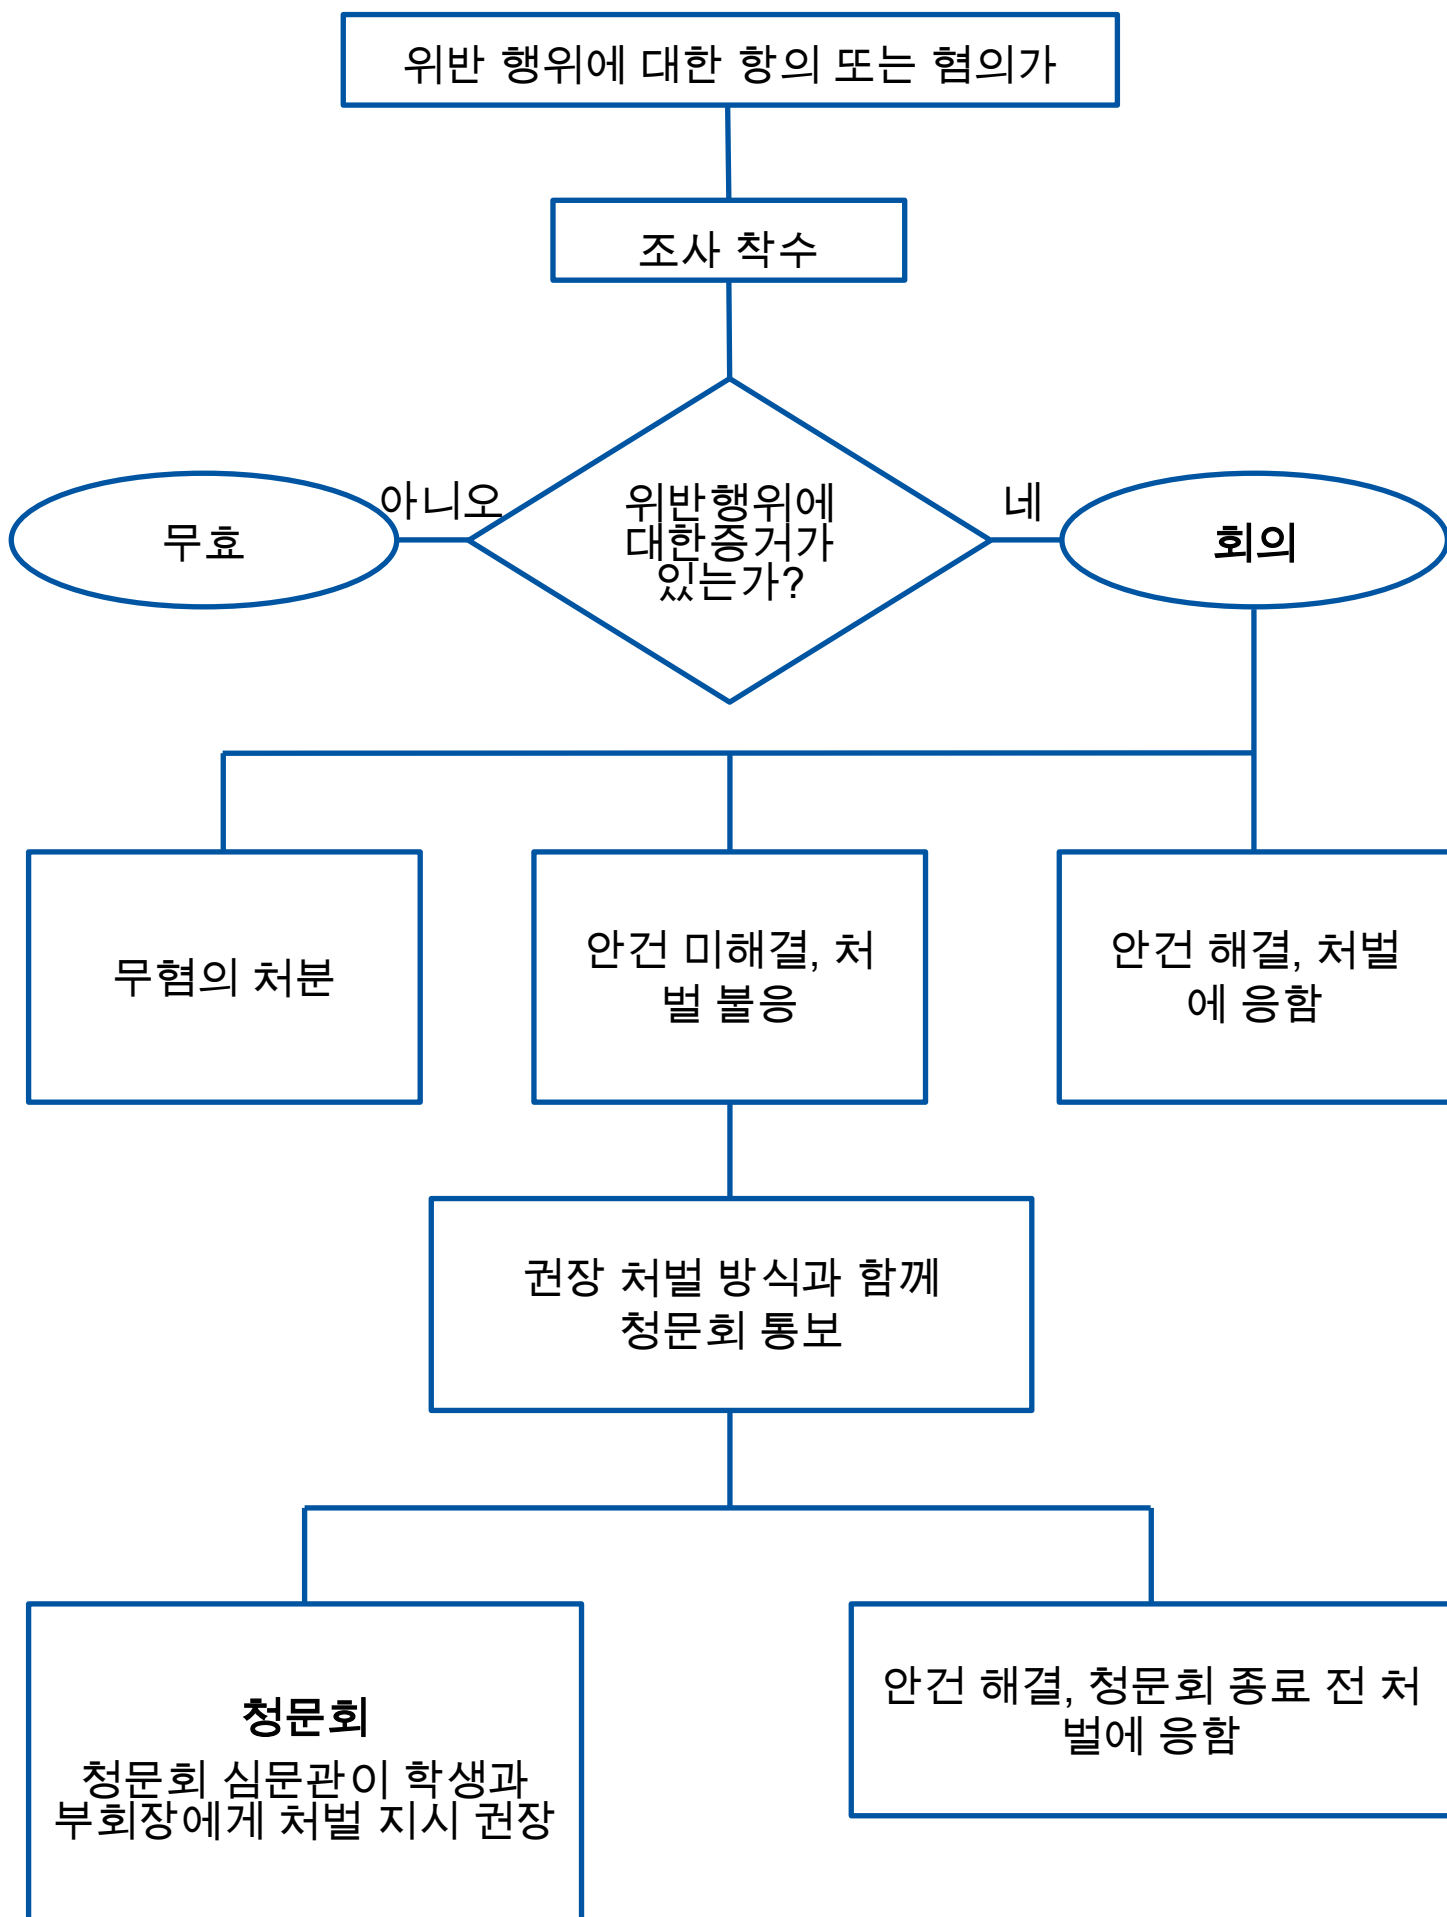 위반 행위에 대한 항의 또는 혐의가
조사 착수
아니오
네
무효
위반행위에
대한증거가
있는가?
회의
무혐의 처분
안건 미해결, 처
벌 불응
안건 해결, 처벌
에 응함
권장 처벌 방식과 함께
청문회 통보
청문회
청문회 심문관이 학생과
부회장에게 처벌 지시 권장
안건 해결, 청문회 종료 전 처
벌에 응함